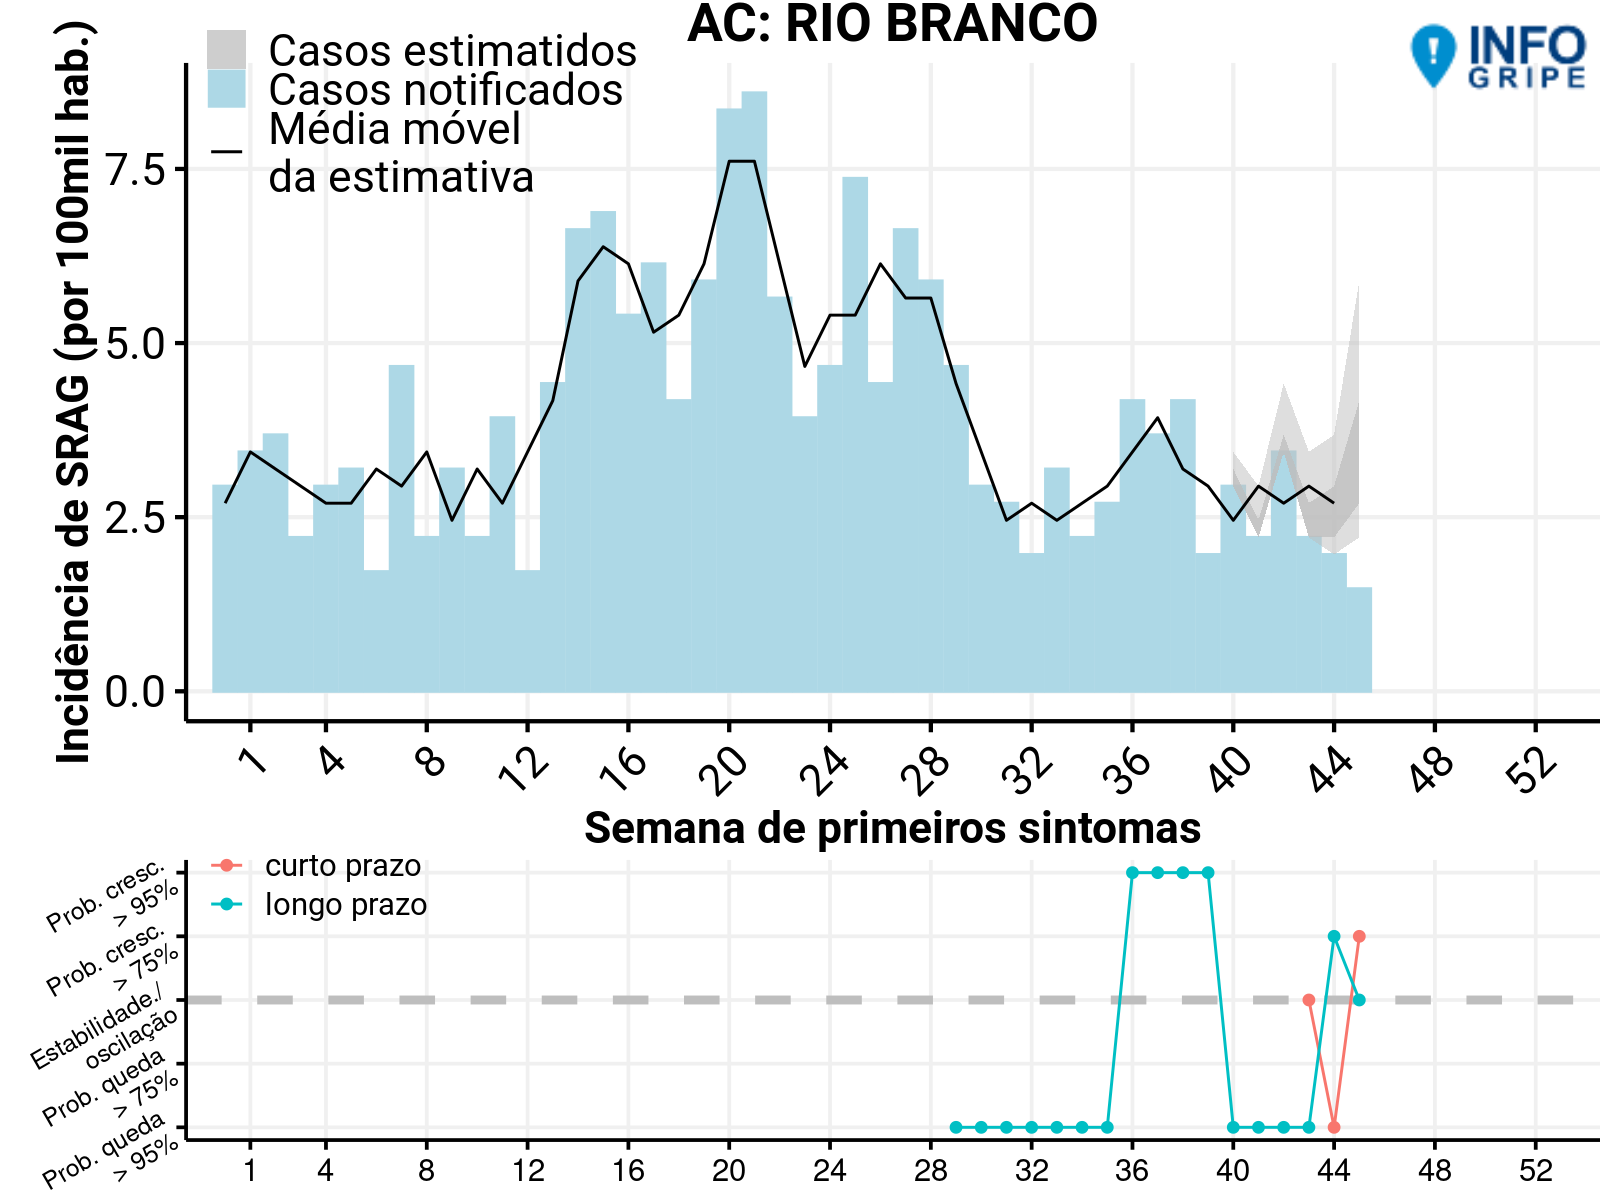 AC: RIO BRANCO
INFO
GRIPE
Casos estimatidos
Casos notificados
Média móvel
da estimativa
Incidência de SRAG (por 100mil hab.)
7.5
5.0
2.5
0.0
1 4 8 12 16 20 24 28 32 36 40 44 48 52
Semana de primeiros sintomas
curto prazo
longo prazo
Prob. cresc.
> 95%
Prob. cresc.
> 75%
Estabilidade./
oscilação
Prob. queda
> 75%
Prob. queda
> 95%
1 4 8 12 16 20 24 28 32 36 40 44 48 52